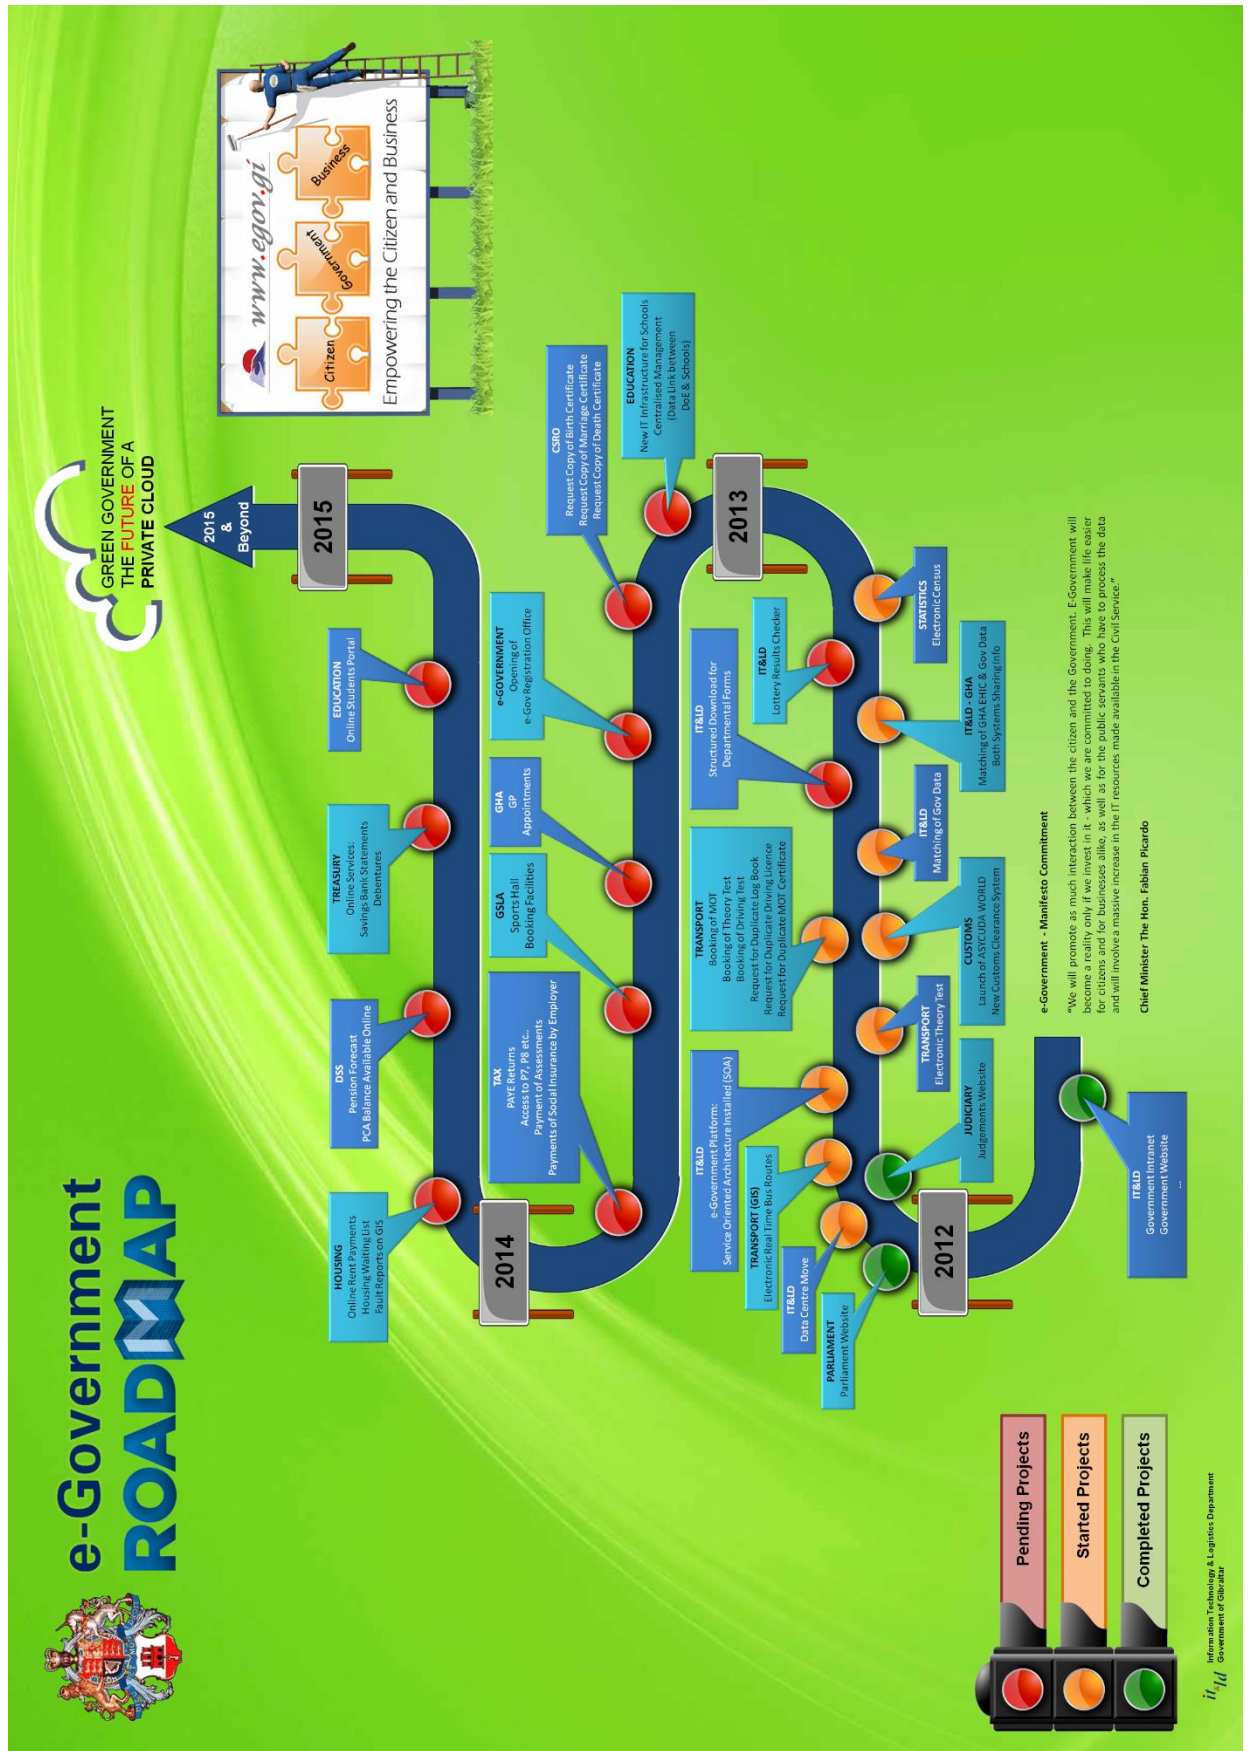 e-Government
ROADMAP
GREEN GOVERNMENT
THE FUTURE OF A
PRIVATE CLOUD
2015
&
Beyond
www.egov.gi
Citizen
Government
Business
Empowering the Citizen and Business
2015
HOUSING
Online Rent Payments
Housing Waiting List
Fault Reports on GIS
DSS
Pension Forecast
PCA Balance Available Online
TREASURY
Online Services:
Savings Bank Statements
Debentures
EDUCATION
Online Students Portal
2014
TAX
PAYE Returns
Access to P7, P8 etc..
Payment of Assessments
Payments of Social Insurance by Employer
GSLA
Sports Hall
Booking Facilities
GHA
GP
Appointments
e-GOVERNMENT
Opening of
e-Gov Registration Office
CSRO
Request Copy of Birth Certificate
Request Copy of Marriage Certificate
Request Copy of Death Certificate
EDUCATION
New IT Infrastructure for Schools
Centralised Management
(Data Link between
DoE & Schools)
2013
IT&LD
e-Government Platform:
Service Oriented Architecture Installed (SOA)
TRANSPORT (GIS)
Electronic Real Time Bus Routes
IT&LD
Data Centre Move
PARLIAMENT
Parliament Website
TRANSPORT
Booking of MOT
Booking of Theory Test
Booking of Driving Test
Request for Duplicate Log Book
Request for Duplicate Driving Licence
Request for Duplicate MOT Certificate
IT&LD
Structured Download for
Departmental Forms
IT&LD
Lottery Results Checker
2012
JUDICIARY
Judgements Website
TRANSPORT
Electronic Theory Test
CUSTOMS
Launch of ASYCUDA WORLD
New Customs Clearance System
IT&LD
Matching of Gov Data
IT&LD - GHA
Matching of GHA EHIC & Gov Data
Both Systems Sharing Info
STATISTICS
Electronic Census
IT&LD
Government Intranet
Government Website
...
e-Government - Manifesto Commitment
"We will promote as much interaction between the citizen and the Government. E-Government will
become a reality only if we invest in it - which we are committed to doing. This will make life easier
for citizens and for businesses alike, as well as for the public servants who have to process the data
and will involve a massive increase in the IT resources made available in the Civil Service."
Chief Minister The Hon. Fabian Picardo
Pending Projects
Started Projects
Completed Projects
it&ld
Information Technology & Logistics Department
Government of Gibraltar